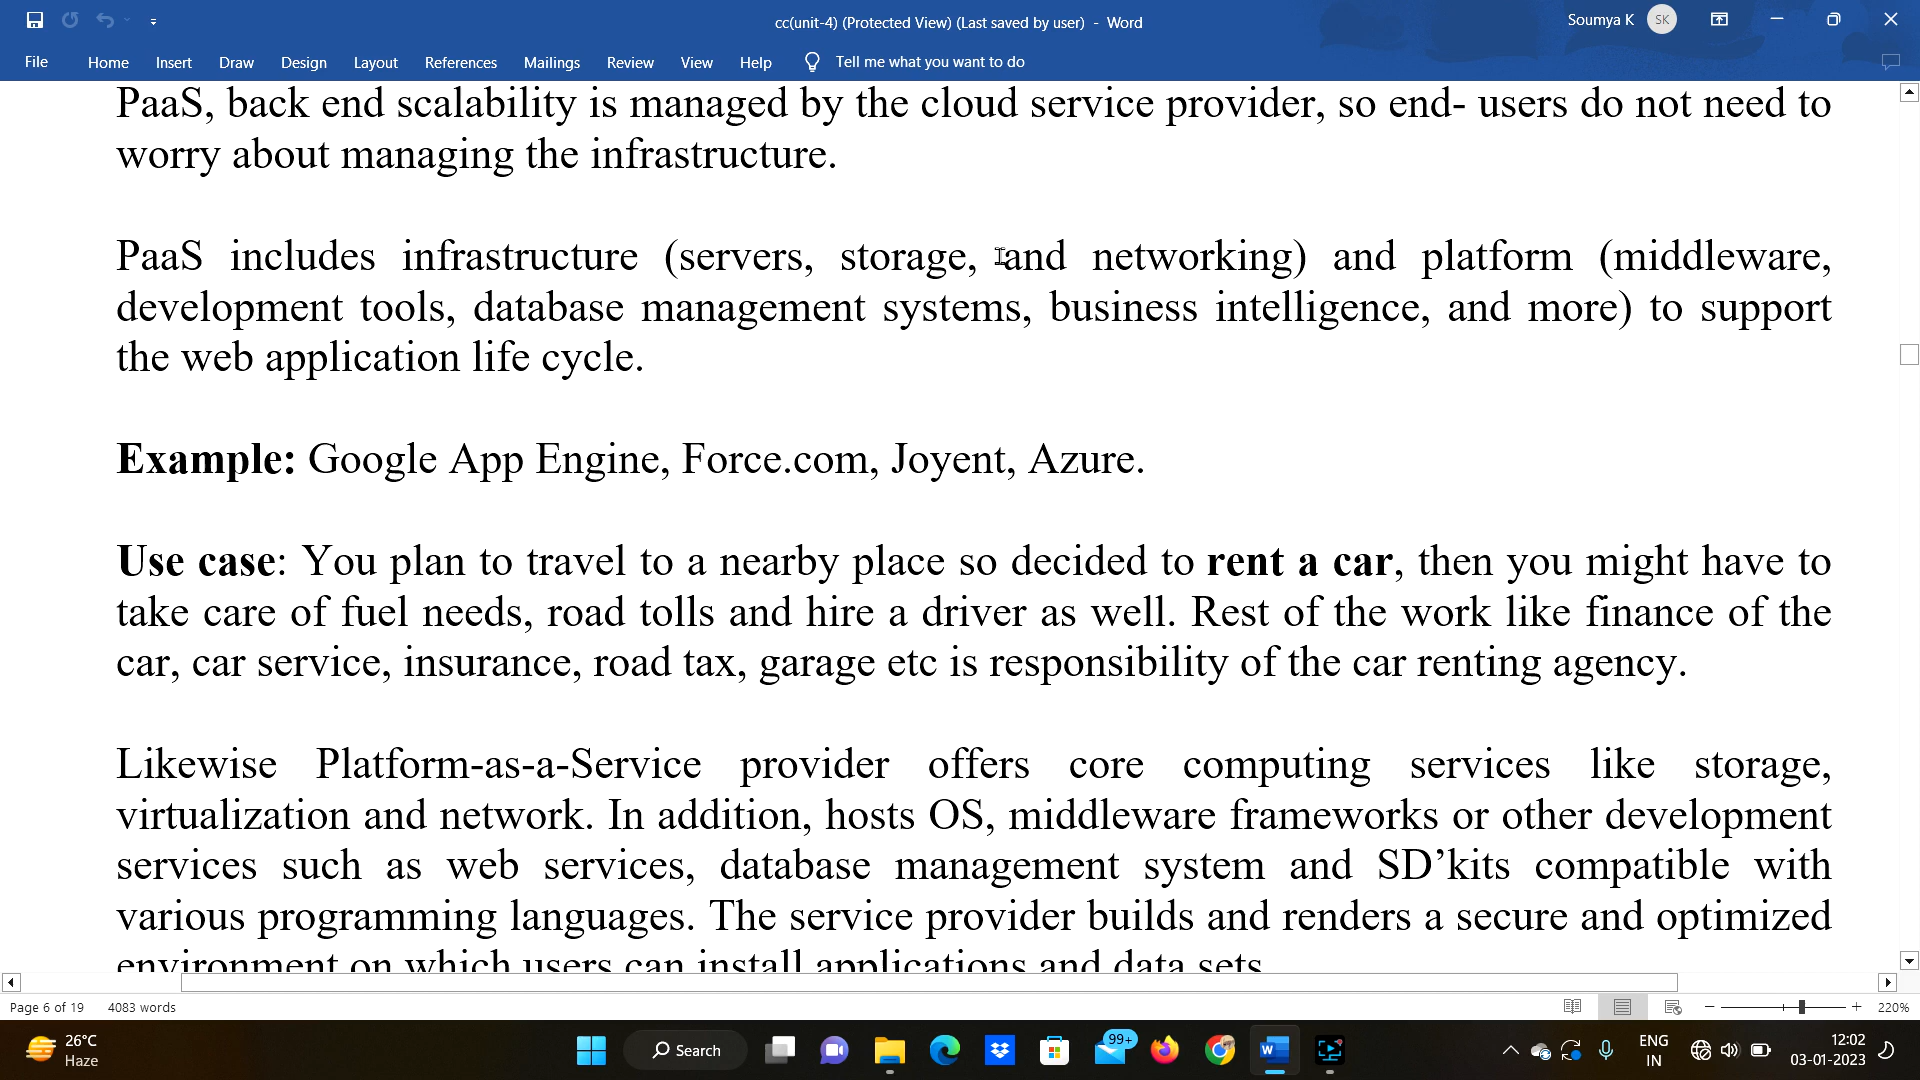 cc(unit-4) (Protected View) (Last saved by user) - Word
Soumya K
SK
File Home Insert Draw Design Layout References Mailings Review View Help Tell me what you want to do
PaaS, back end scalability is managed by the cloud service provider, so end- users do not need to
worry about managing the infrastructure.
PaaS includes infrastructure (servers, storage, and networking) and platform (middleware,
development tools, database management systems, business intelligence, and more) to support
the web application life cycle.
Example: Google App Engine, Force.com, Joyent, Azure.
Use case: You plan to travel to a nearby place so decided to rent a car, then you might have to
take care of fuel needs, road tolls and hire a driver as well. Rest of the work like finance of the
car, car service, insurance, road tax, garage etc is responsibility of the car renting agency.
Likewise Platform-as-a-Service provider offers core computing services like storage,
virtualization and network. In addition, hosts OS, middleware frameworks or other development
services such as web services, database management system and SD’kits compatible with
various programming languages. The service provider builds and renders a secure and optimized
environment on which users can install applications and data sets.
Page 6 of 19 4083 words
220%
26°C
Haze
Search
99+
ENG
IN
12:02
03-01-2023